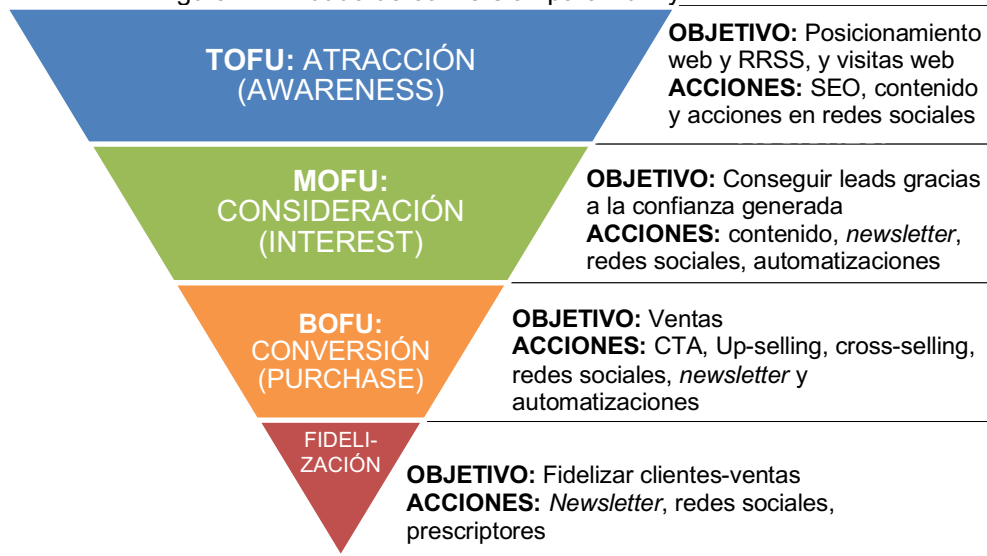 TOFU: ATRACCIÓN
(AWARENESS)
OBJETIVO: Posicionamiento
web y RRSS, y visitas web
ACCIONES: SEO, contenido
y acciones en redes sociales
MOFU:
CONSIDERACIÓN
(INTEREST)
OBJETIVO: Conseguir leads gracias
a la confianza generada
ACCIONES: contenido, newsletter,
redes sociales, automatizaciones
BOFU:
CONVERSIÓN
(PURCHASE)
OBJETIVO: Ventas
ACCIONES: CTA, Up-selling, cross-selling,
redes sociales, newsletter y
automatizaciones
FIDELI-
ZACIÓN
OBJETIVO: Fidelizar clientes-ventas
ACCIONES: Newsletter, redes sociales,
prescriptores